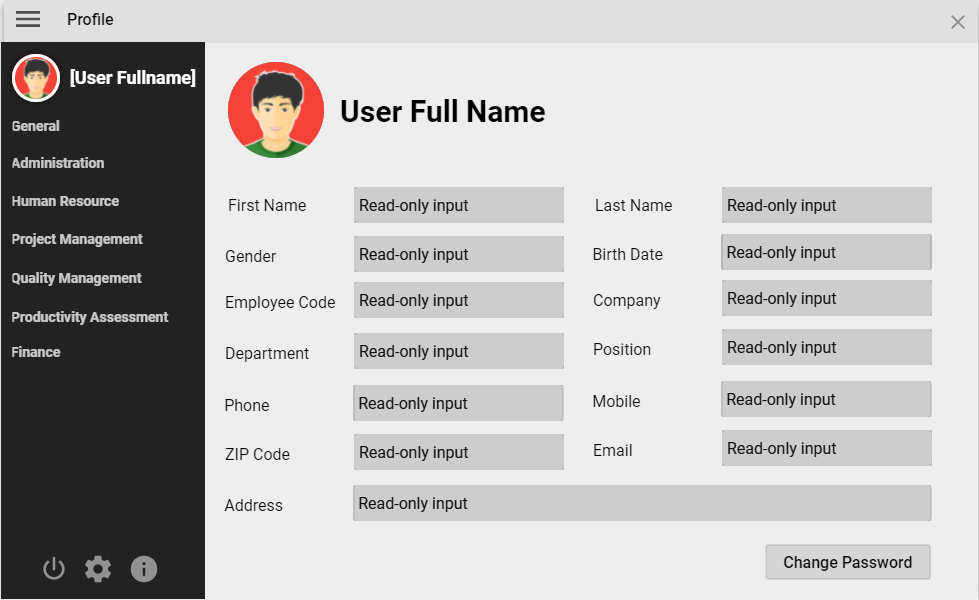 Profile
[User Fullname]
General
Administration
Human Resource
Project Management
Quality Management
Productivity Assessment
Finance
User Full Name
First Name Read-only input Last Name Read-only input
Gender Read-only input Birth Date Read-only input
Employee Code Read-only input Company Read-only input
Department Read-only input Position Read-only input
Phone Read-only input Mobile Read-only input
ZIP Code Read-only input Email Read-only input
Address Read-only input
Change Password